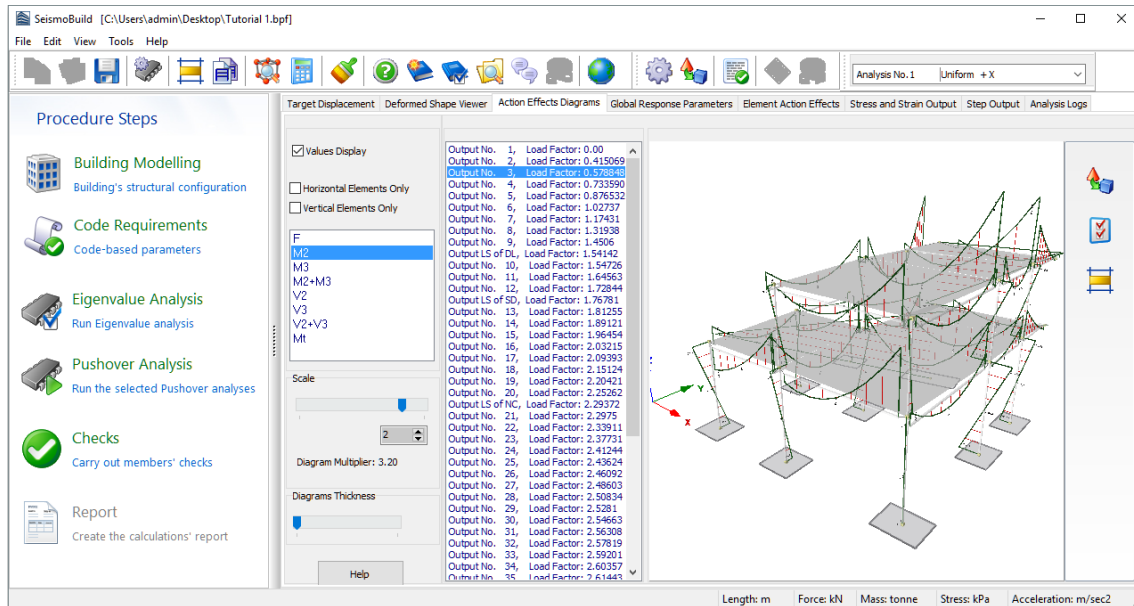 SeismoBuild [C:\Users\admin\Desktop\Tutorial 1.bpf]
File Edit View Tools Help
Analysis No.1 Uniform +X
Procedure Steps
Building Modelling
Building's structural configuration
Code Requirements
Code-based parameters
Eigenvalue Analysis
Run Eigenvalue analysis
Pushover Analysis
Run the selected Pushover analyses
Checks
Carry out members' checks
Report
Create the calculations' report
Target Displacement Deformed Shape Viewer Action Effects Diagrams Global Response Parameters Element Action Effects Stress and Strain Output Step Output Analysis Logs
Values Display
Horizontal Elements Only
Vertical Elements Only
F
M2
M3
M2+M3
V2
V3
V2+V3
Mt
Scale
2
Diagram Multiplier: 3.20
Diagrams Thickness
Help
Output No. 1, Load Factor: 0.00
Output No. 2, Load Factor: 0.415069
Output No. 3, Load Factor: 0.578848
Output No. 4, Load Factor: 0.733590
Output No. 5, Load Factor: 0.876532
Output No. 6, Load Factor: 1.02737
Output No. 7, Load Factor: 1.17431
Output No. 8, Load Factor: 1.31938
Output No. 9, Load Factor: 1.4506
Output LS of DL, Load Factor: 1.54142
Output No. 10, Load Factor: 1.54726
Output No. 11, Load Factor: 1.64563
Output No. 12, Load Factor: 1.72844
Output LS of SD, Load Factor: 1.76781
Output No. 13, Load Factor: 1.81255
Output No. 14, Load Factor: 1.89121
Output No. 15, Load Factor: 1.96454
Output No. 16, Load Factor: 2.03215
Output No. 17, Load Factor: 2.09393
Output No. 18, Load Factor: 2.15124
Output No. 19, Load Factor: 2.20421
Output No. 20, Load Factor: 2.25262
Output LS of NC, Load Factor: 2.29372
Output No. 21, Load Factor: 2.2975
Output No. 22, Load Factor: 2.33911
Output No. 23, Load Factor: 2.37731
Output No. 24, Load Factor: 2.41244
Output No. 25, Load Factor: 2.43624
Output No. 26, Load Factor: 2.46092
Output No. 27, Load Factor: 2.48603
Output No. 28, Load Factor: 2.50834
Output No. 29, Load Factor: 2.5281
Output No. 30, Load Factor: 2.54663
Output No. 31, Load Factor: 2.56308
Output No. 32, Load Factor: 2.57819
Output No. 33, Load Factor: 2.59201
Output No. 34, Load Factor: 2.60357
Output No. 35, Load Factor: 2.61443
Y
x
Length: m Force: kN Mass: tonne Stress: kPa Acceleration: m/sec2